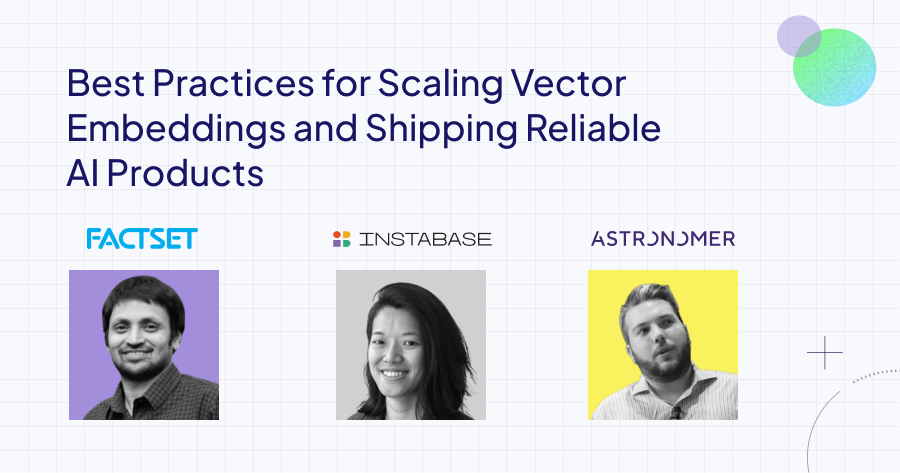 Best Practices for Scaling Vector
Embeddings and Shipping Reliable
AI Products
FACTSET
INSTABASE
ASTRONOMER